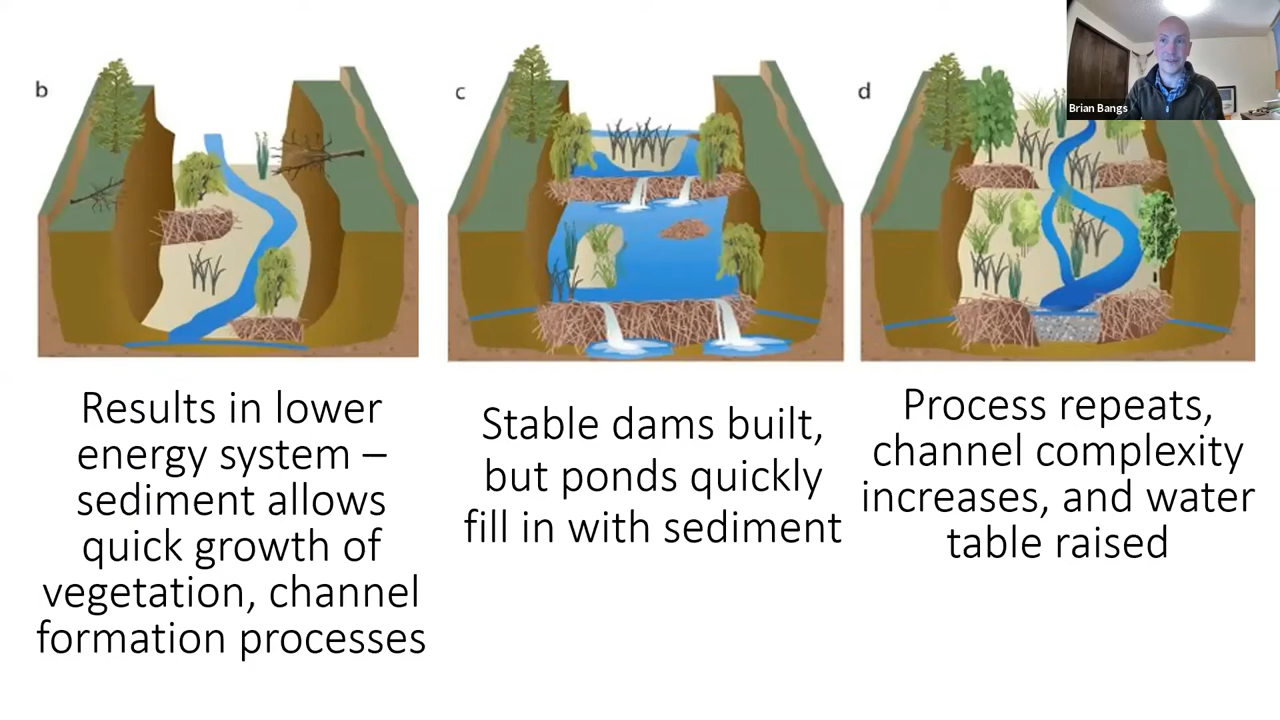 b
c
d
Brian Bangs
Results in lower
energy system –
sediment allows
quick growth of
vegetation, channel
formation processes
Stable dams built,
but ponds quickly
fill in with sediment
Process repeats,
channel complexity
increases, and water
table raised